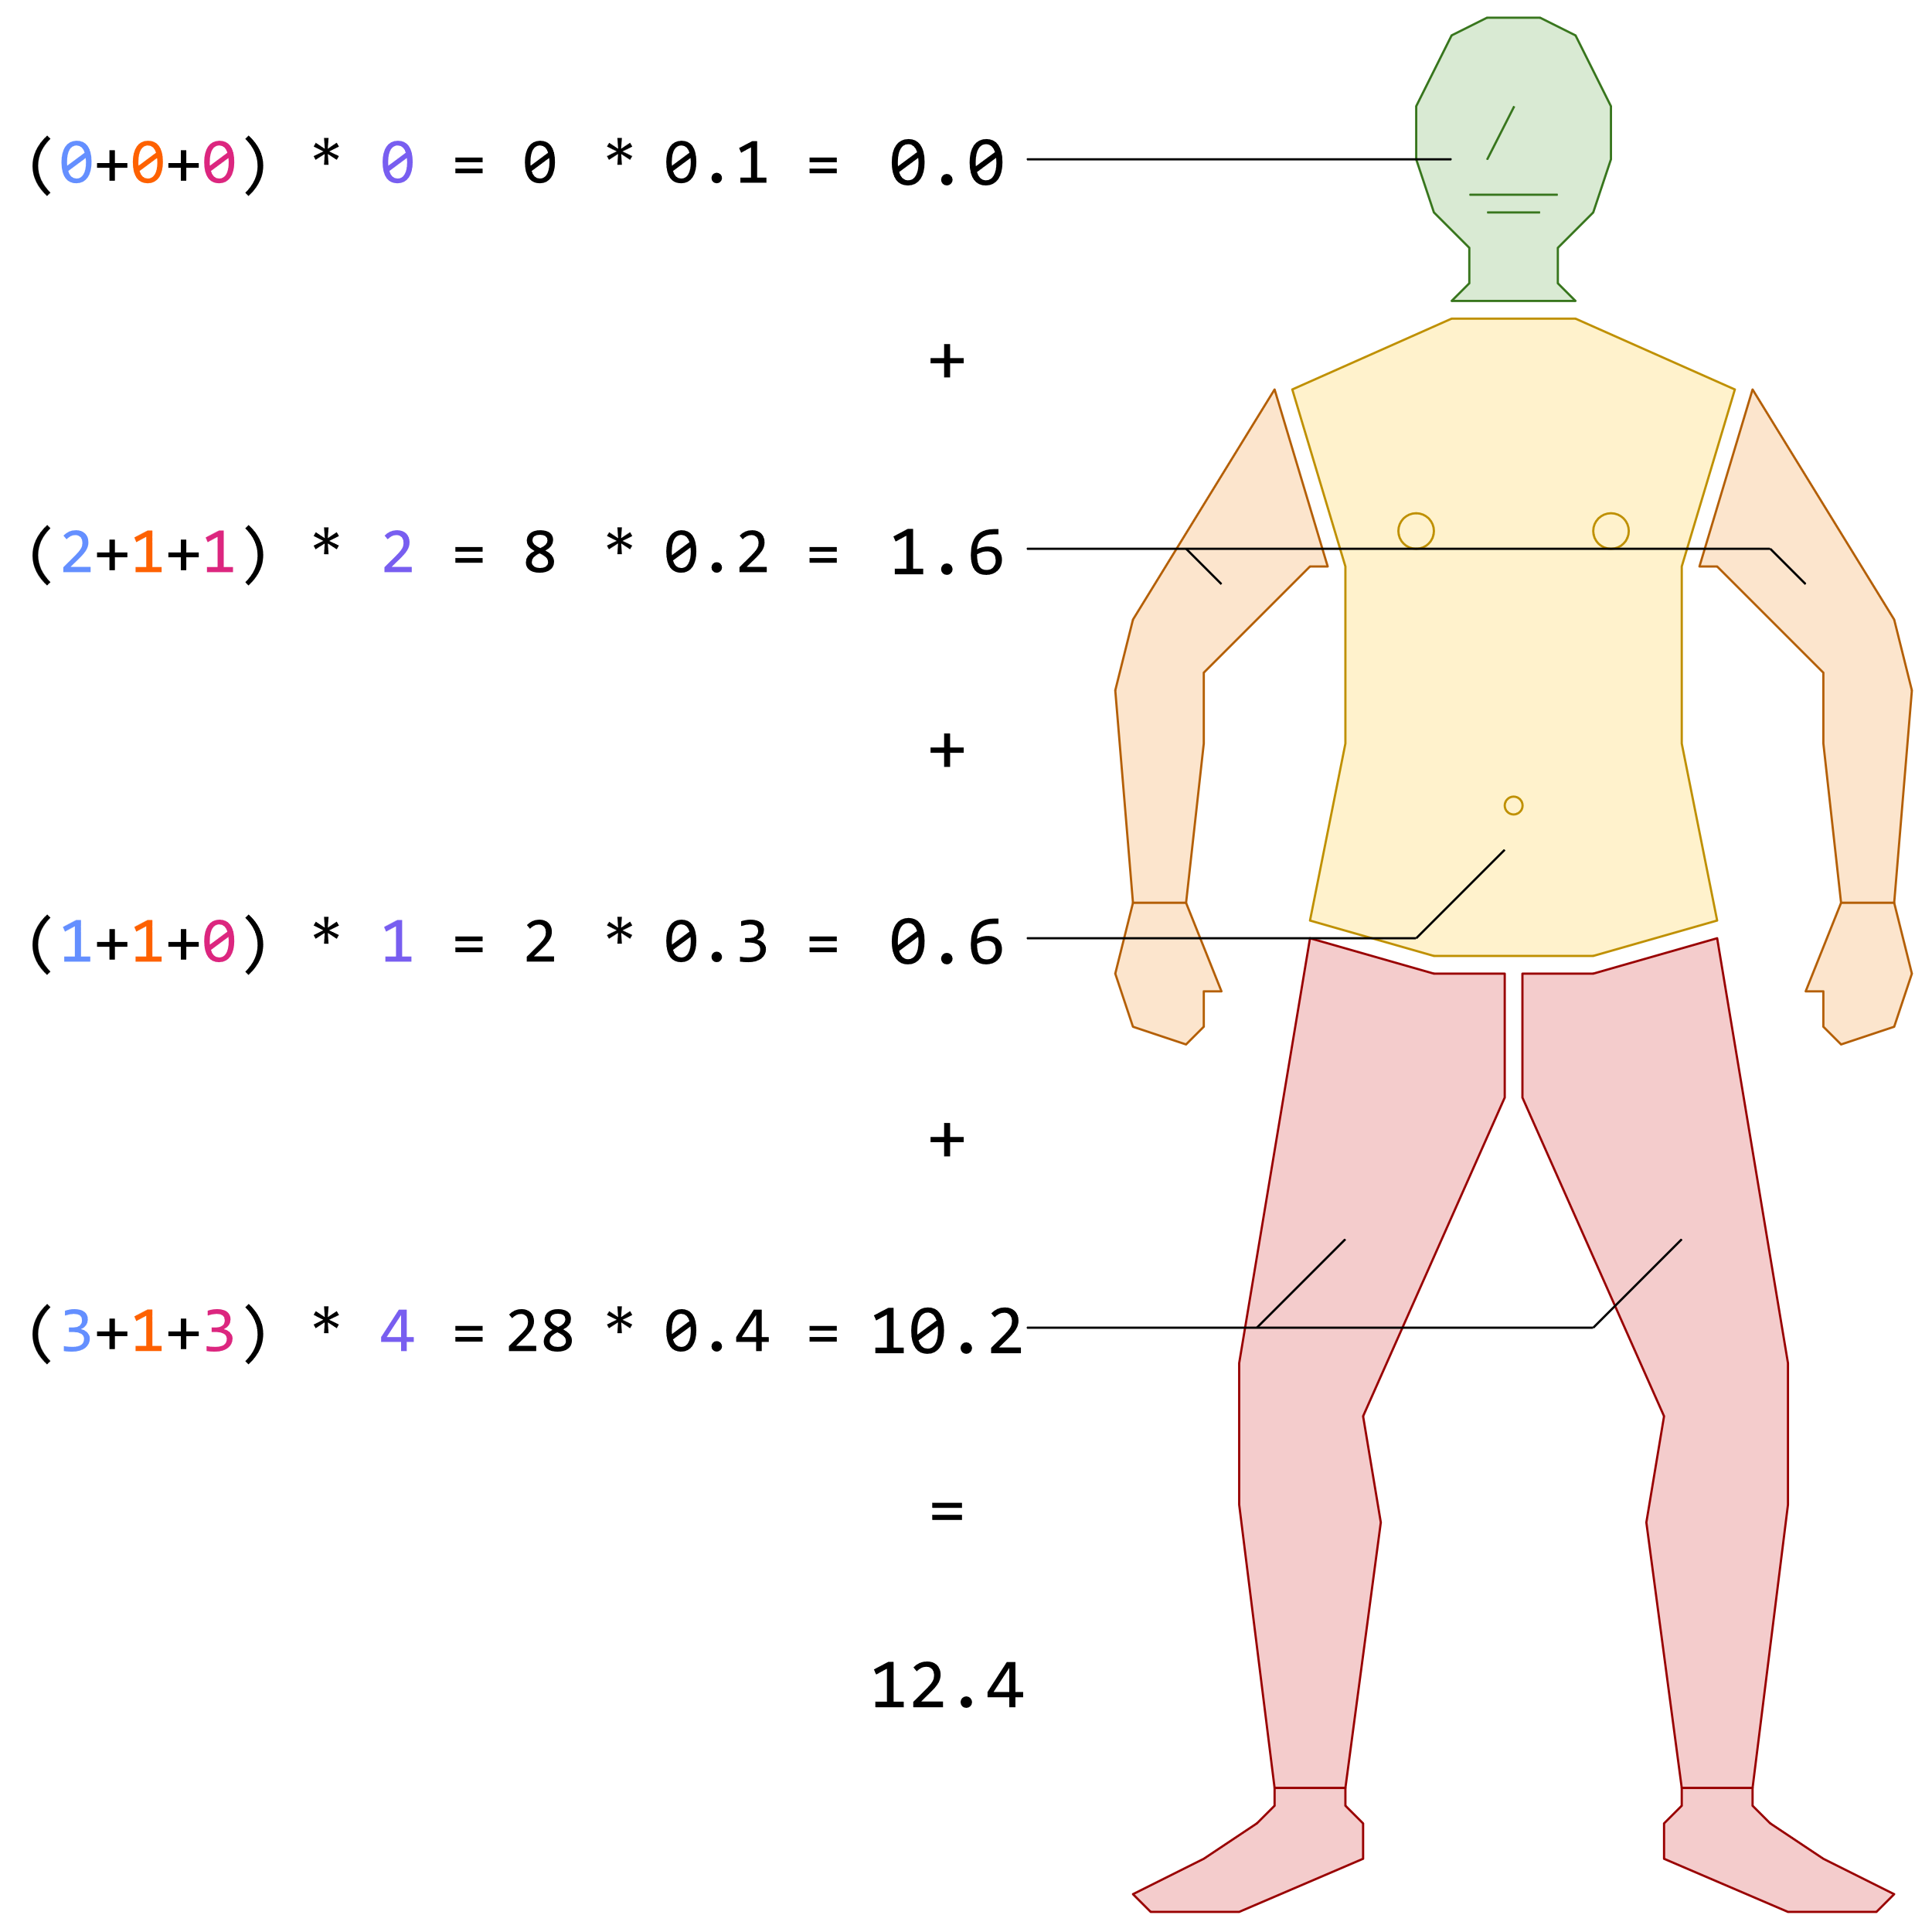 (0+0+0) * 0 = 0 * 0.1 = 0.0
+
(2+1+1) * 2 = 8 * 0.2 = 1.6
+
(1+1+0) * 1 = 2 * 0.3 = 0.6
+
(3+1+3) * 4 = 28 * 0.4 = 10.2
=
12.4